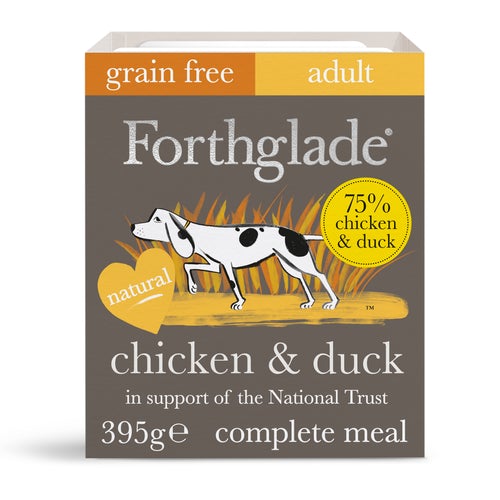 grain free adult
Forthglade®
75%
chicken
& duck
natural
™
chicken & duck
in support of the National Trust
395g℮ complete meal